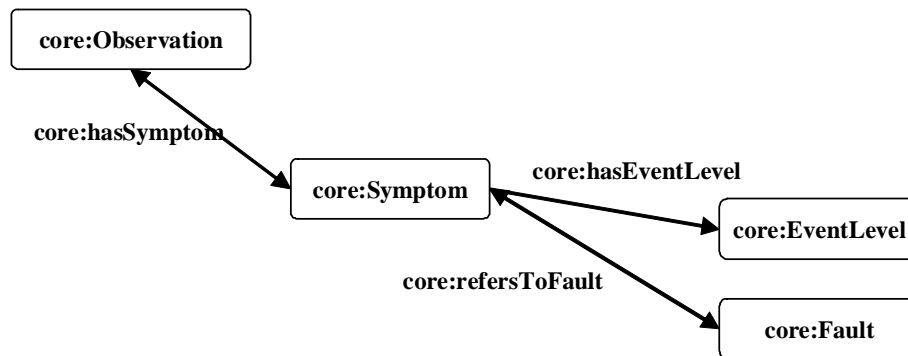 core:Observation
core:hasSymptom
core:Symptom
core:hasEventLevel
core:EventLevel
core:refersToFault
core:Fault